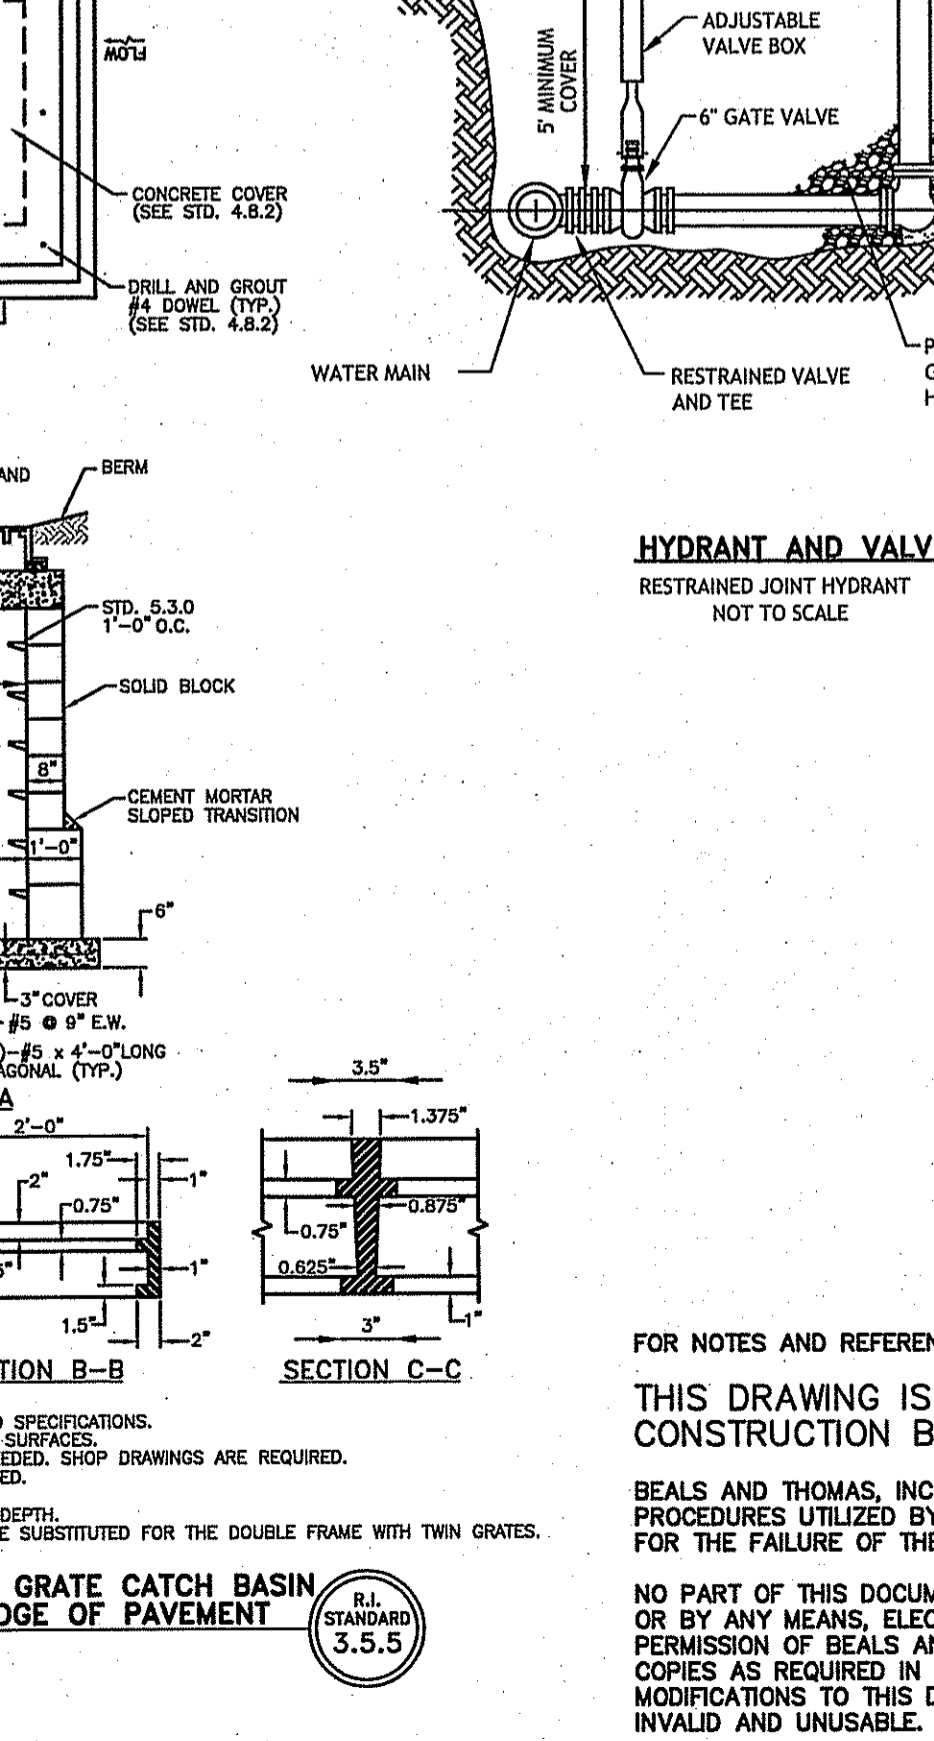 FLOW
CONCRETE COVER
(SEE STD. 4.8.2)
DRILL AND GROUT
#4 DOWEL (TYP.)
(SEE STD. 4.8.2)
ADJUSTABLE
VALVE BOX
5' MINIMUM
COVER
6" GATE VALVE
WATER MAIN
RESTRAINED VALVE
AND TEE
P
G
H
HYDRANT AND VALV
RESTRAINED JOINT HYDRANT
NOT TO SCALE
AND
BERM
STD. 5.3.0
1'-0" O.C.
SOLID BLOCK
8"
CEMENT MORTAR
SLOPED TRANSITION
1'-0"
6"
3" COVER
#5 @ 9" E.W.
)-#5 x 4'-0" LONG
AGONAL (TYP.)
A
2'-0"
1.75"
2"
1"
0.75"
5"
1"
1.5"
2"
TION B-B
3.5"
1.375"
0.875"
0.75"
0.625"
1"
3"
SECTION C-C
SPECIFICATIONS.
SURFACES.
EDED. SHOP DRAWINGS ARE REQUIRED.
ED.
DEPTH.
E SUBSTITUTED FOR THE DOUBLE FRAME WITH TWIN GRATES.
GRATE CATCH BASIN
DGE OF PAVEMENT
R.I.
STANDARD
3.5.5
FOR NOTES AND REFEREN
THIS DRAWING IS
CONSTRUCTION B
BEALS AND THOMAS, INC
PROCEDURES UTILIZED BY
FOR THE FAILURE OF THE
NO PART OF THIS DOCUM
OR BY ANY MEANS, ELEC
PERMISSION OF BEALS AN
COPIES AS REQUIRED IN
MODIFICATIONS TO THIS D
INVALID AND UNUSABLE.